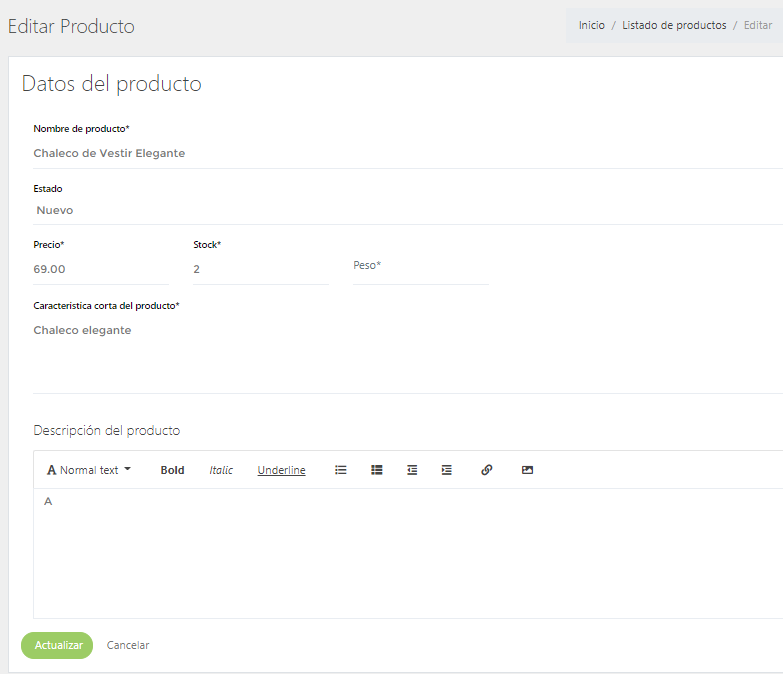 Editar Producto
Inicio / Listado de productos / Editar
Datos del producto
Nombre de producto*
Chaleco de Vestir Elegante
Estado
Nuevo
Precio* Stock* Peso*
69.00 2
Característica corta del producto*
Chaleco elegante
Descripción del producto
A Normal text Bold Italic Underline
A
Actualizar Cancelar